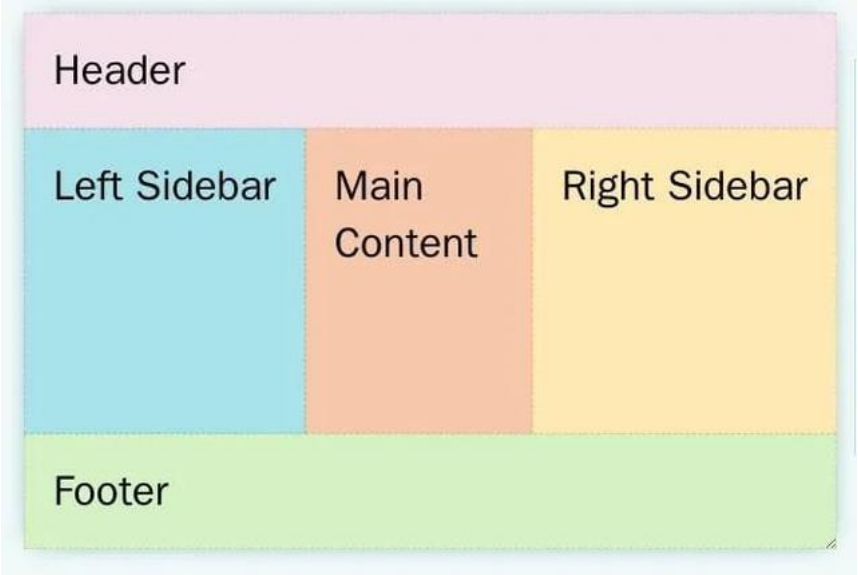 Header
Left Sidebar
Main
Content
Right Sidebar
Footer